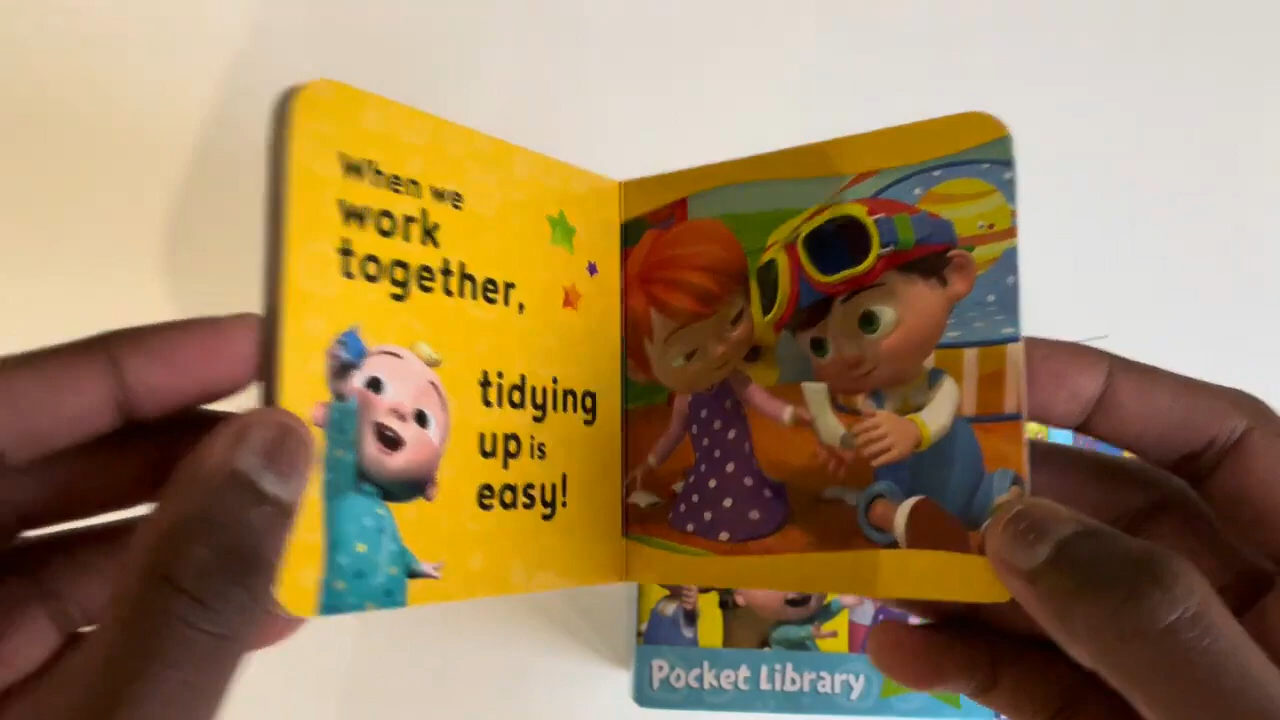 When we
work
together,
tidying
up is
easy!
Pocket Library